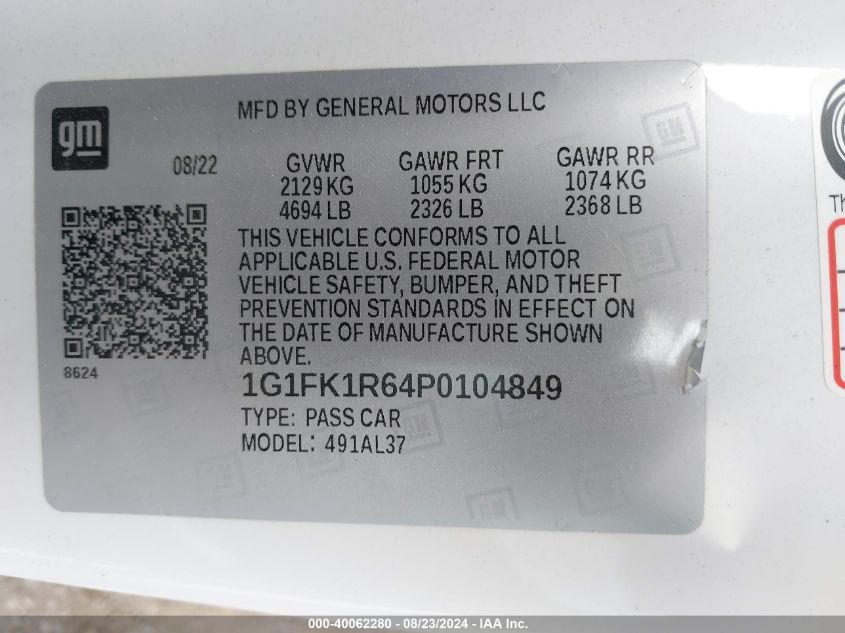 gm
MFD BY GENERAL MOTORS LLC
08/22 GVWR GAWR FRT GAWR RR
2129 KG 1055 KG 1074 KG
4694 LB 2326 LB 2368 LB
THIS VEHICLE CONFORMS TO ALL
APPLICABLE U.S. FEDERAL MOTOR
VEHICLE SAFETY, BUMPER, AND THEFT
PREVENTION STANDARDS IN EFFECT ON
THE DATE OF MANUFACTURE SHOWN
ABOVE.
8624
1G1FK1R64P0104849
TYPE: PASS CAR
MODEL: 491AL37
GM
Th
000-40062280 - 08/23/2024 - IAA Inc.